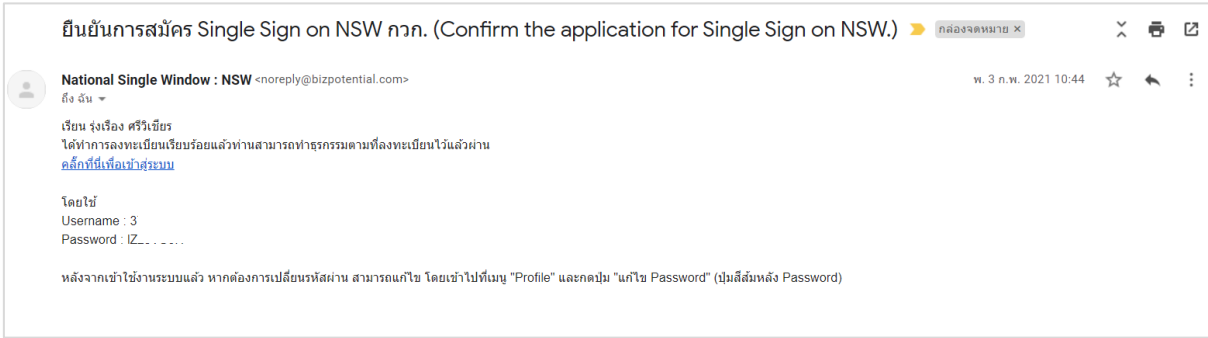 ยืนยันการสมัคร Single Sign on NSW กวก. (Confirm the application for Single Sign on NSW.) กล่องจดหมาย ×
National Single Window : NSW <noreply@bizpotential.com> พ. 3 ก.พ. 2021 10:44
ถึง ฉัน
เรียน รุ่งเรือง ศรีวิเชียร
ได้ทำการลงทะเบียนเรียบร้อยแล้วท่านสามารถทำธุรกรรมตามที่ลงทะเบียนไว้แล้วผ่าน
คลิ๊กที่นี่เพื่อเข้าสู่ระบบ
โดยใช้
Username : 3
Password :
หลังจากเข้าใช้งานระบบแล้ว หากต้องการเปลี่ยนรหัสผ่าน สามารถแก้ไข โดยเข้าไปที่เมนู "Profile" และกดปุ่ม "แก้ไข Password" (ปุ่มสีส้มหลัง Password)